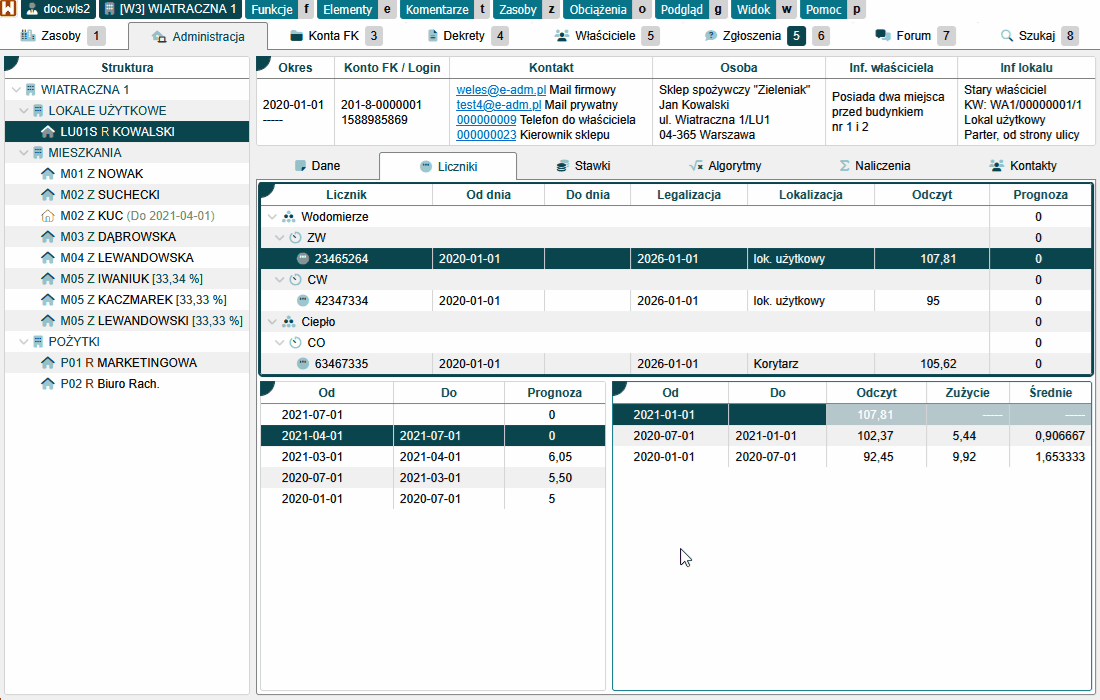 doc.wls2 [W3] WIATRACZNA 1 Funkcje f Elementy e Komentarze t Zasoby z Obciążenia o Podgląd g Widok w Pomoc p
Zasoby 1 Administracja Konta FK 3 Dekrety 4 Właściciele 5 Zgłoszenia 5 6 Forum 7 Szukaj 8
Struktura
WIATRACZNA 1
LOKALE UŻYTKOWE
LU01S R KOWALSKI
MIESZKANIA
M01 Z NOWAK
M02 Z SUCHECKI
M02 Z KUC (Do 2021-04-01)
M03 Z DĄBROWSKA
M04 Z LEWANDOWSKA
M05 Z IWANIUK [33,34 %]
M05 Z KACZMAREK [33,33 %]
M05 Z LEWANDOWSKI [33,33 %]
POŻYTKI
P01 R MARKETINGOWA
P02 R Biuro Rach.
Okres Konto FK / Login Kontakt Osoba Inf. właściciela Inf lokalu
2020-01-01
-----
201-8-0000001
1588985869
weles@e-adm.pl Mail firmowy
test4@e-adm.pl Mail prywatny
000000009 Telefon do właściciela
000000023 Kierownik sklepu
Sklep spożywczy "Zieleniak"
Jan Kowalski
ul. Wiatraczna 1/LU1
04-365 Warszawa
Posiada dwa miejsca
przed budynkiem
nr 1 i 2
Stary właściciel
KW: WA1/00000001/1
Lokal użytkowy
Parter, od strony ulicy
Dane Liczniki Stawki Algorytmy Naliczenia Kontakty
Licznik Od dnia Do dnia Legalizacja Lokalizacja Odczyt Prognoza
Wodomierze 0
ZW 0
23465264 2020-01-01 2026-01-01 lok. użytkowy 107,81 0
CW 0
42347334 2020-01-01 2026-01-01 lok. użytkowy 95 0
Ciepło 0
CO 0
63467335 2020-01-01 2026-01-01 Korytarz 105,62 0
Od Do Prognoza
2021-07-01 0
2021-04-01 2021-07-01 0
2021-03-01 2021-04-01 6,05
2020-07-01 2021-03-01 5,50
2020-01-01 2020-07-01 5
Od Do Odczyt Zużycie Średnie
2021-01-01 107,81 —— ——
2020-07-01 2021-01-01 102,37 5,44 0,906667
2020-01-01 2020-07-01 92,45 9,92 1,653333